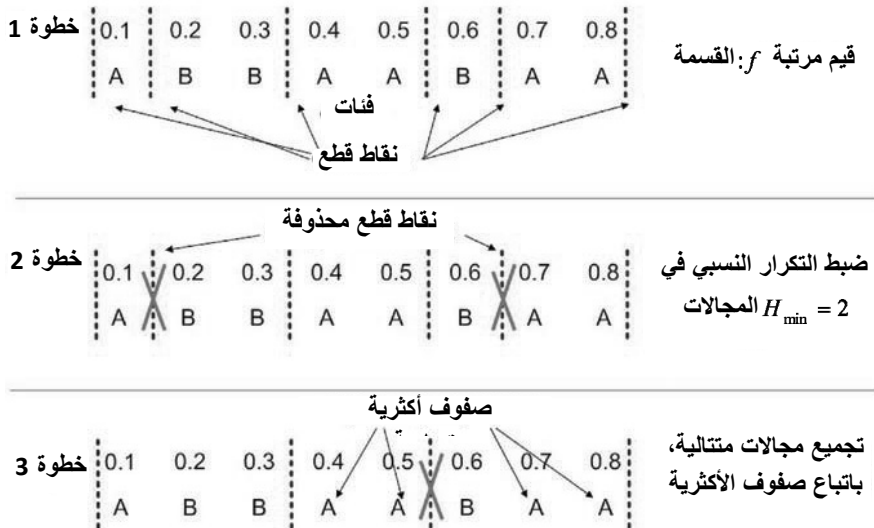 خطوة 1
0.1 0.2 0.3 0.4 0.5 0.6 0.7 0.8
A B B A A B A A
قيم مرتبة f: القسمة
فئات
نقاط قطع
نقاط قطع محذوفة
خطوة 2
0.1 0.2 0.3 0.4 0.5 0.6 0.7 0.8
A B B A A B A A
ضبط التكرار النسبي في
المجالات H min = 2
صفوف أكثرية
خطوة 3
0.1 0.2 0.3 0.4 0.5 0.6 0.7 0.8
A B B A A B A A
تجميع مجالات متتالية،
باتباع صفوف الأكثرية